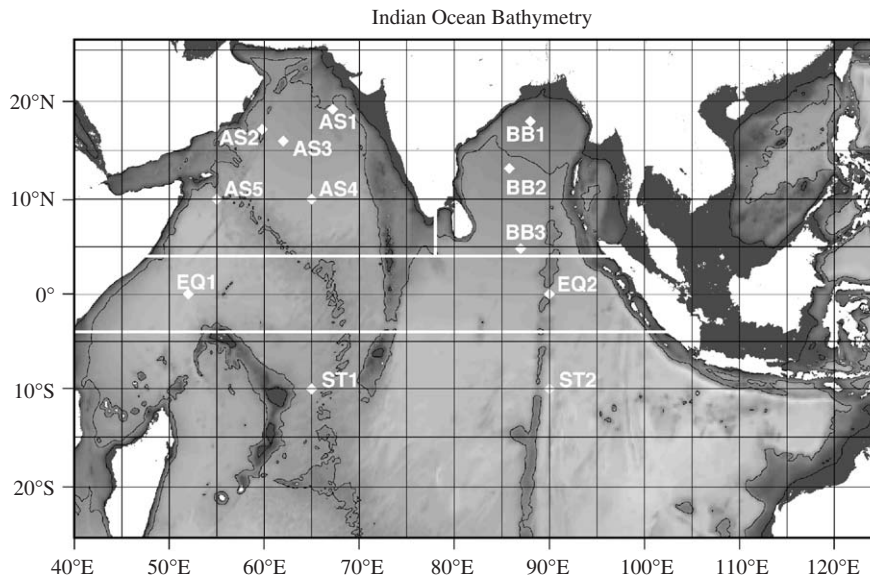 Indian Ocean Bathymetry
20°N
10°N
0°
10°S
20°S
AS1
AS2
AS3
BB1
BB2
AS5
AS4
BB3
EQ1
EQ2
ST1
ST2
40°E 50°E 60°E 70°E 80°E 90°E 100°E 110°E 120°E